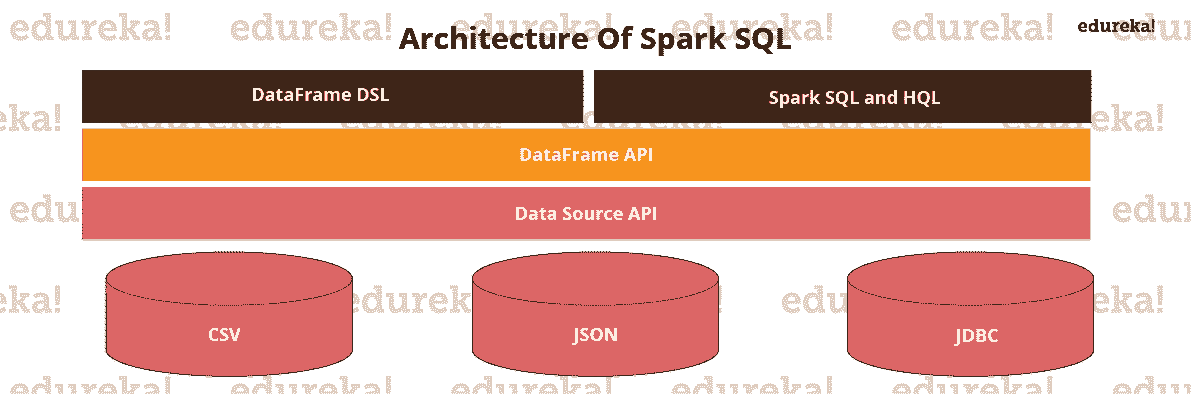 Architecture Of Spark SQL
edureka!
DataFrame DSL
Spark SQL and HQL
DataFrame API
Data Source API
CSV
JSON
JDBC